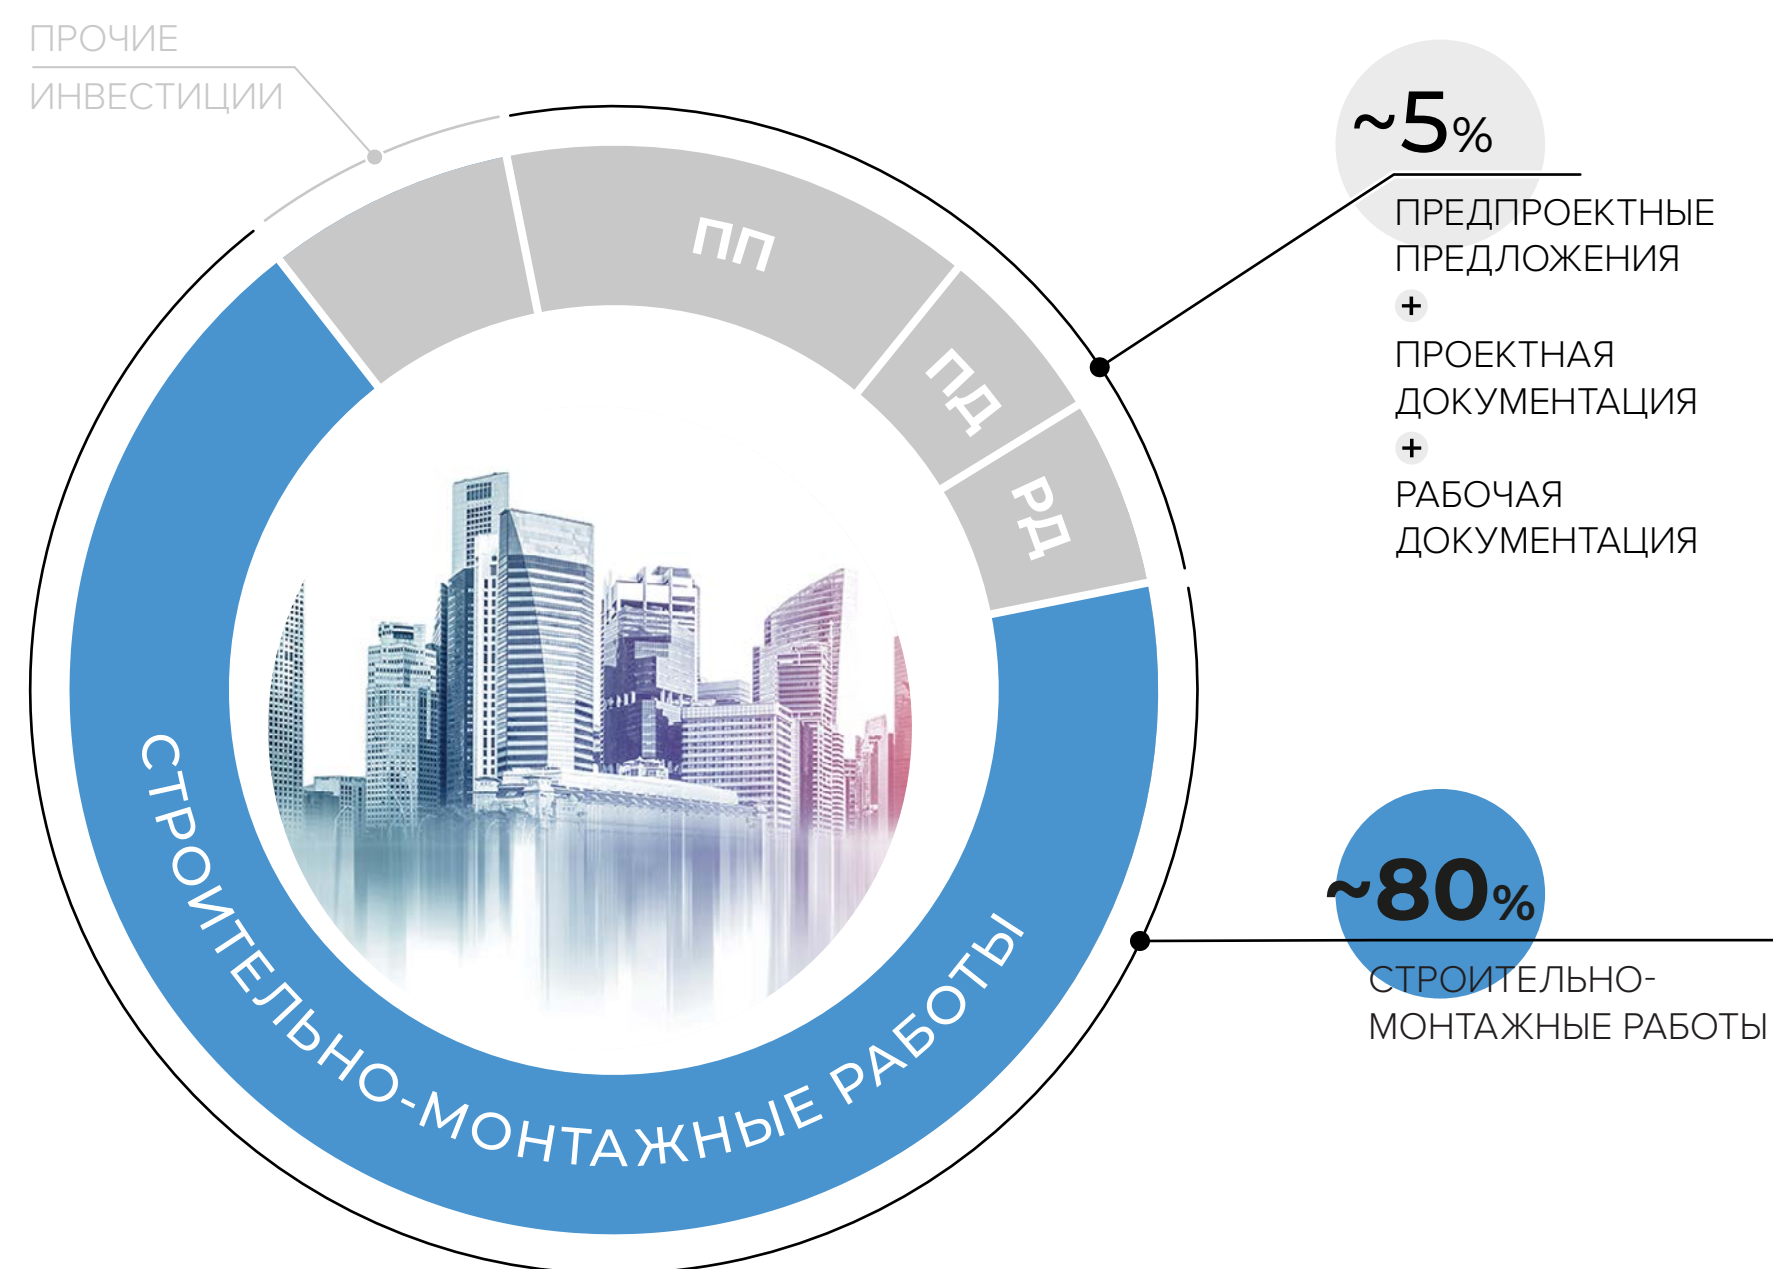 ПРОЧИЕ
ИНВЕСТИЦИИ
ПП
ПД
РД
СТРОИТЕЛЬНО-МОНТАЖНЫЕ РАБОТЫ
~5%
ПРЕДПРОЕКТНЫЕ
ПРЕДЛОЖЕНИЯ
+
ПРОЕКТНАЯ
ДОКУМЕНТАЦИЯ
+
РАБОЧАЯ
ДОКУМЕНТАЦИЯ
~80%
СТРОИТЕЛЬНО-
МОНТАЖНЫЕ РАБОТЫ